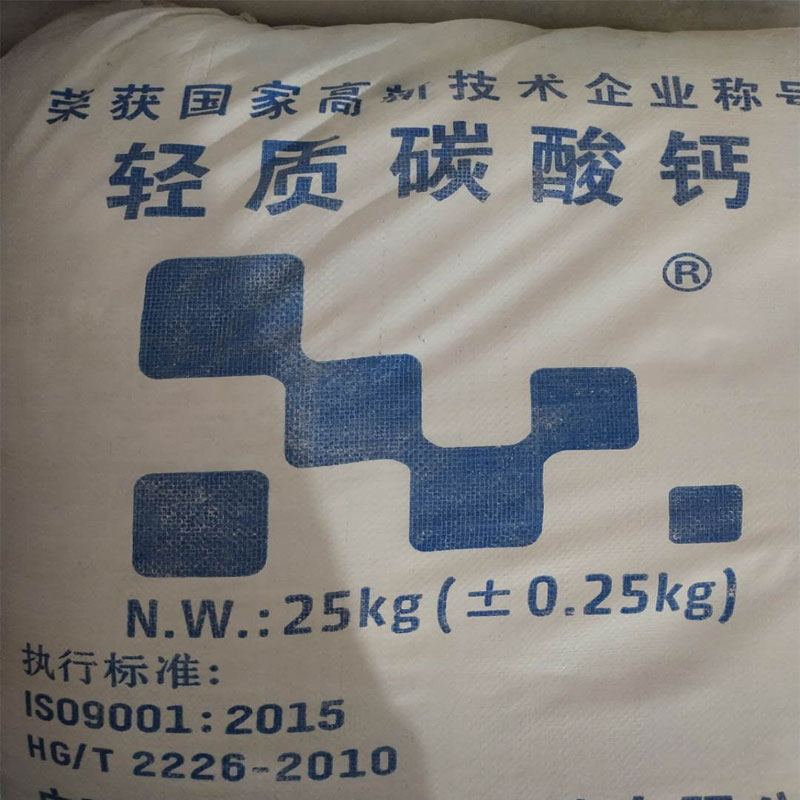 荣获国家高新技术企业称号
轻质碳酸钙
®
N.W.:25kg(±0.25kg)
执行标准:
ISO9001:2015
HG/T 2226-2010